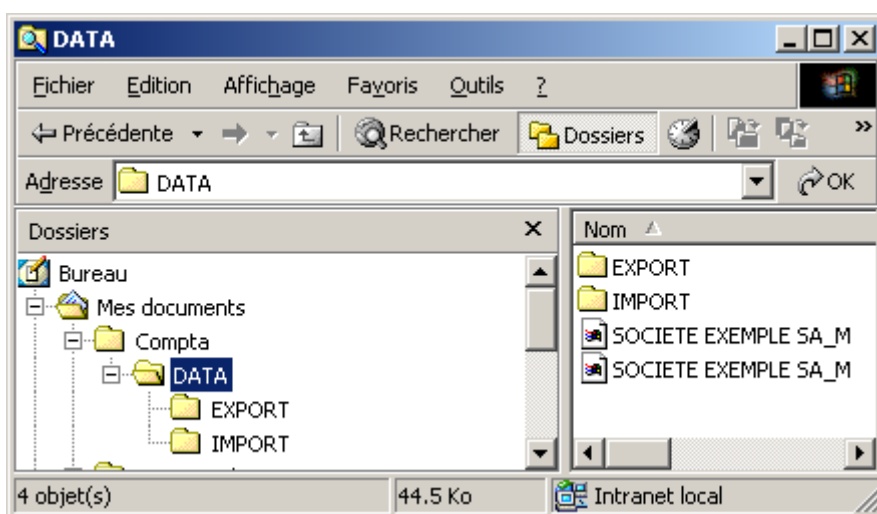 DATA
Fichier Edition Affichage Favoris Outils ?
Précédente Rechercher Dossiers »
Adresse DATA OK
Dossiers
Bureau
Mes documents
Compta
DATA
EXPORT
IMPORT
Nom
EXPORT
IMPORT
SOCIETE EXEMPLE SA_M
SOCIETE EXEMPLE SA_M
4 objet(s) 44.5 Ko Intranet local